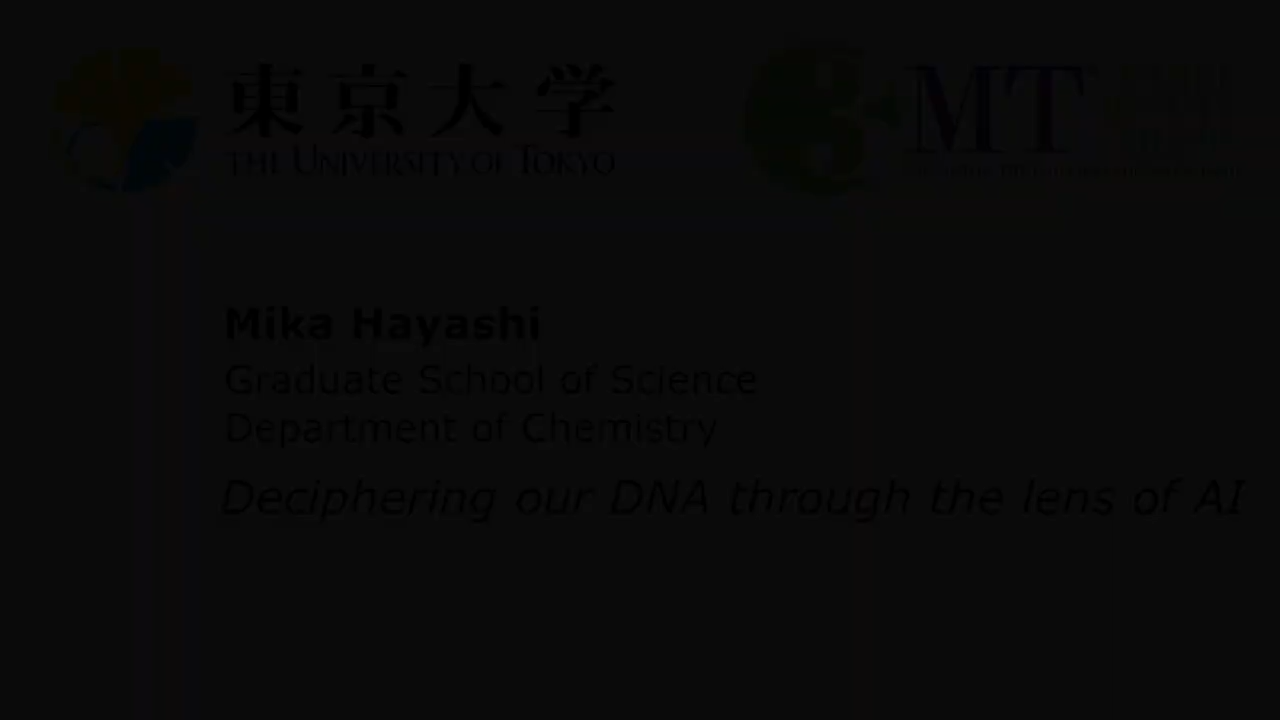 東京大学
THE UNIVERSITY OF TOKYO
3MT
Mika Hayashi
Graduate School of Science
Department of Chemistry
Deciphering our DNA through the lens of AI